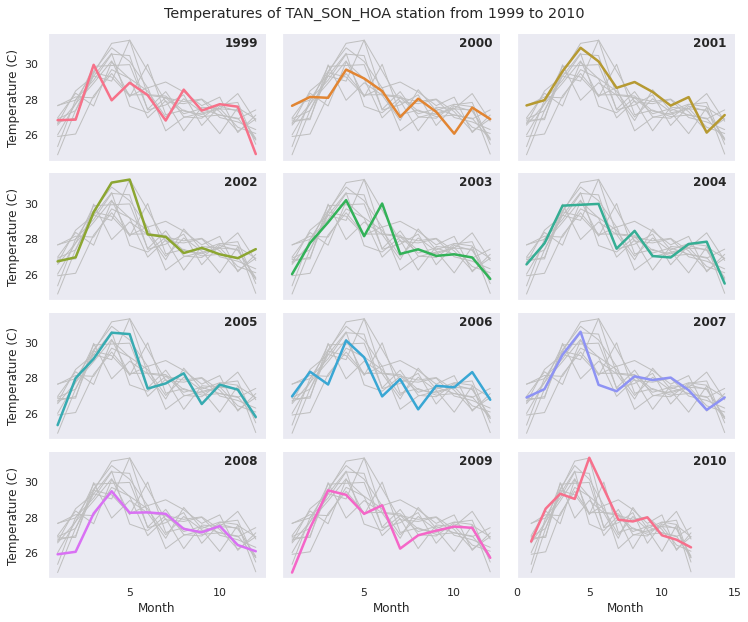 Temperatures of TAN_SON_HOA station from 1999 to 2010
Temperature (C)
30
28
26
1999
2000
2001
Temperature (C)
30
28
26
2002
2003
2004
Temperature (C)
30
28
26
2005
2006
2007
Temperature (C)
30
28
26
2008
2009
2010
5 10
5 10
0 5 10 15
Month
Month
Month